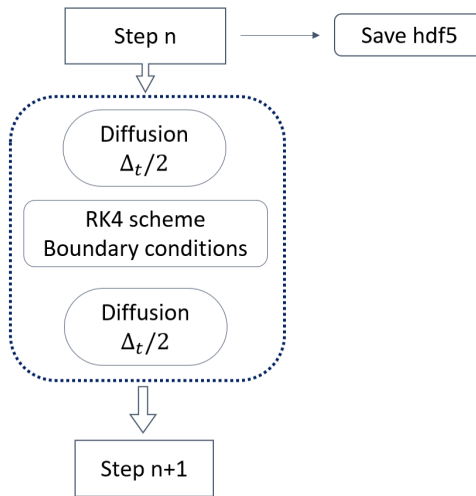 Step n
Save hdf5
Diffusion
Δₜ/2
RK4 scheme
Boundary conditions
Diffusion
Δₜ/2
Step n+1